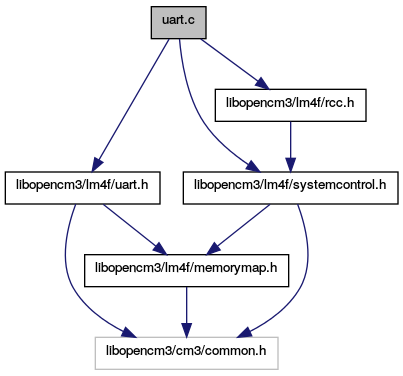 uart.c
libopencm3/lm4f/rcc.h
libopencm3/lm4f/uart.h
libopencm3/lm4f/systemcontrol.h
libopencm3/lm4f/memorymap.h
libopencm3/cm3/common.h